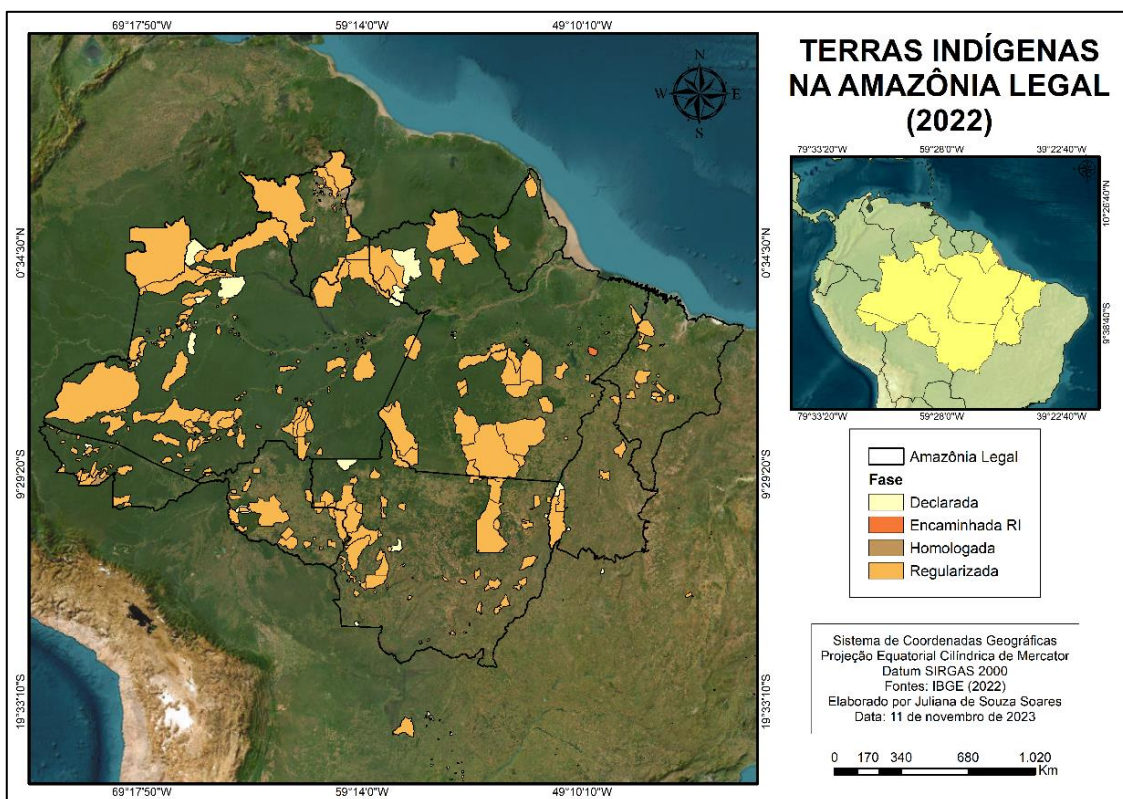 69°17'50"W
59°14'0"W
49°10'10"W
0°34'30"N
9°29'20"S
19°33'10"S
N
W
E
S
69°17'50"W
59°14'0"W
49°10'10"W
0°34'30"N
9°29'20"S
19°33'10"S
TERRAS INDÍGENAS
NA AMAZÔNIA LEGAL
(2022)
79°33'20"W
59°28'0"W
39°22'40"W
10°26'40"N
9°38'40"S
79°33'20"W
59°28'0"W
39°22'40"W
Amazônia Legal
Fase
Declarada
Encaminhada RI
Homologada
Regularizada
Sistema de Coordenadas Geográficas
Projeção Equatorial Cilíndrica de Mercator
Datum SIRGAS 2000
Fontes: IBGE (2022)
Elaborado por Juliana de Souza Soares
Data: 11 de novembro de 2023
0 170 340 680 1.020
Km